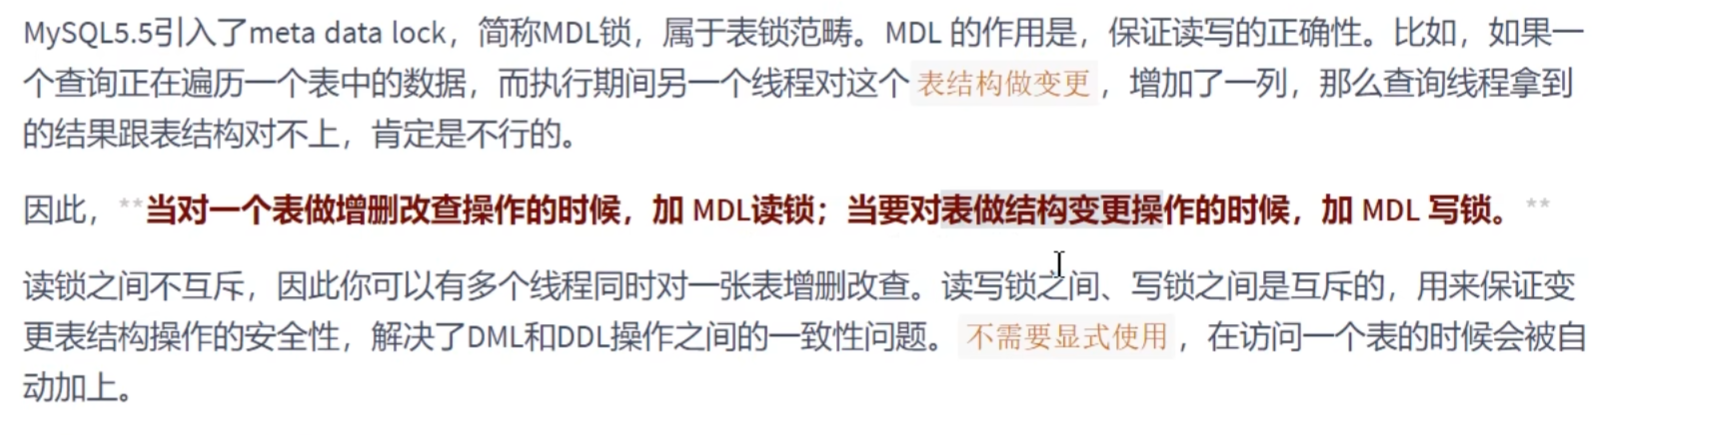 MySQL5.5引入了meta data lock，简称MDL锁，属于表锁范畴。MDL 的作用是，保证读写的正确性。比如，如果一
个查询正在遍历一个表中的数据，而执行期间另一个线程对这个 表结构做变更 ，增加了一列，那么查询线程拿到
的结果跟表结构对不上，肯定是不行的。
因此，**当对一个表做增删改查操作的时候，加 MDL读锁；当要对表做结构变更操作的时候，加 MDL 写锁。**
读锁之间不互斥，因此你可以有多个线程同时对一张表增删改查。读写锁之间、写锁之间是互斥的，用来保证变
更表结构操作的安全性，解决了DML和DDL操作之间的一致性问题。 不需要显式使用 ，在访问一个表的时候会被自
动加上。